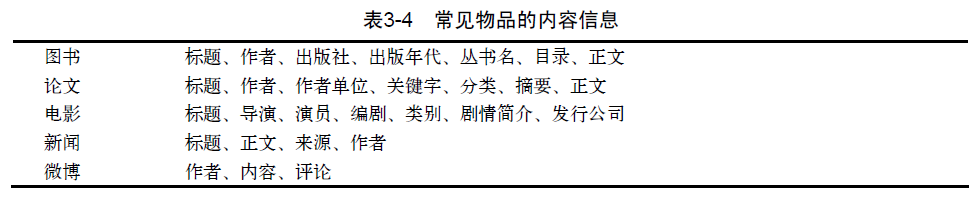 表3-4 常见物品的内容信息
图书 标题、作者、出版社、出版年代、丛书名、目录、正文
论文 标题、作者、作者单位、关键字、分类、摘要、正文
电影 标题、导演、演员、编剧、类别、剧情简介、发行公司
新闻 标题、正文、来源、作者
微博 作者、内容、评论